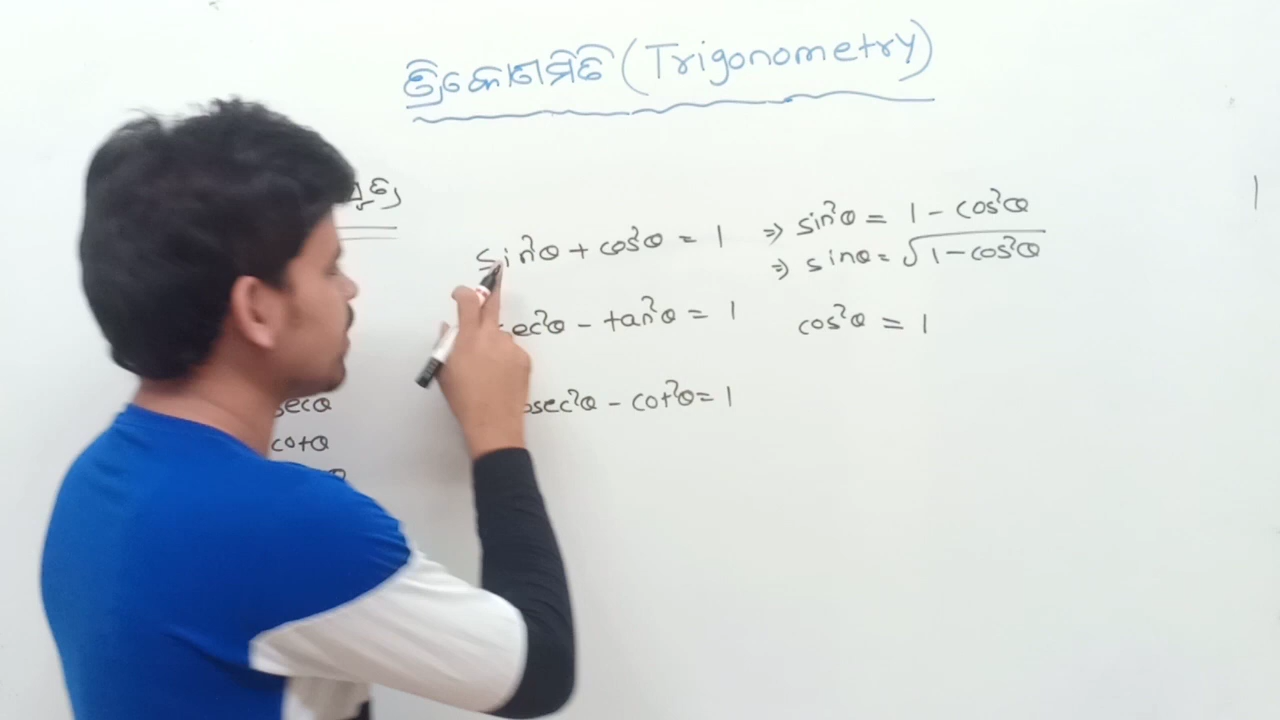 ତ୍ରିକୋଣମିତି (Trigonometry)
sin²θ + cos²θ = 1 ⇒ sin²θ = 1 - cos²θ
⇒ sinθ = √1-cos²θ
ec²θ - tan²θ = 1 cos²θ = 1
osec²θ - cot²θ = 1
secθ
cotθ